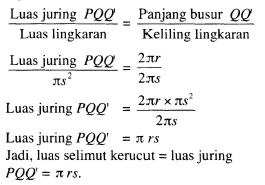 Luas juring PQQ' / Luas lingkaran = Panjang busur QQ' / Keliling lingkaran
Luas juring PQQ' / πs² = 2πr / 2πs
Luas juring PQQ' = 2πr × πs² / 2πs
Luas juring PQQ' = π rs
Jadi, luas selimut kerucut = luas juring
PQQ' = π rs.